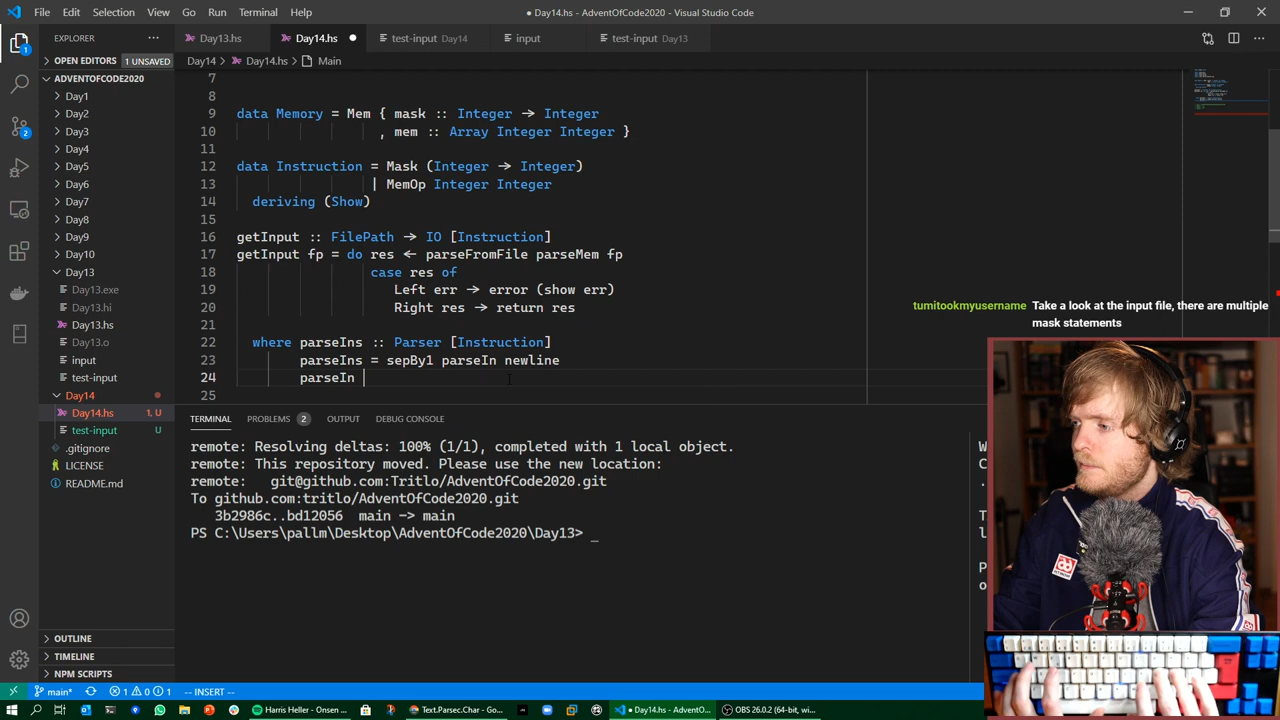 File Edit Selection View Go Run Terminal Help
● Day14.hs - AdventOfCode2020 - Visual Studio Code
EXPLORER
Day13.hs
Day14.hs
test-input Day14
input
test-input Day13
OPEN EDITORS 1 UNSAVED
Day14 > Day14.hs > Main
ADVENTOFCODE2020
Day1
Day2
Day3
Day4
Day5
Day6
Day7
Day8
Day9
Day10
Day13
Day13.exe
Day13.hi
Day13.hs
Day13.o
input
test-input
Day14
Day14.hs 1, U
test-input U
.gitignore
LICENSE
README.md
OUTLINE
TIMELINE
NPM SCRIPTS
7
8
9 data Memory = Mem { mask :: Integer → Integer
10 , mem :: Array Integer Integer }
11
12 data Instruction = Mask (Integer → Integer)
13 | MemOp Integer Integer
14 deriving (Show)
15
16 getInput :: FilePath → IO [Instruction]
17 getInput fp = do res ← parseFromFile parseMem fp
18 case res of
19 Left err → error (show err)
20 Right res → return res
21
22 where parseIns :: Parser [Instruction]
23 parseIns = sepBy1 parseIn newline
24 parseIn
25
tumitookmyusername Take a look at the input file, there are multiple
mask statements
TERMINAL PROBLEMS 2 OUTPUT DEBUG CONSOLE
remote: Resolving deltas: 100% (1/1), completed with 1 local object.
remote: This repository moved. Please use the new location:
remote: git@github.com:Tritlo/AdventOfCode2020.git
To github.com:tritlo/AdventOfCode2020.git
3b2986c..bd12056 main -> main
PS C:\Users\pallm\Desktop\AdventOfCode2020\Day13> _
main* 1 0 1 -- INSERT --
Harris Heller - Onsen ...
Text.Parsec.Char - Go...
● Day14.hs - AdventO...
OBS 26.0.2 (64-bit, w...